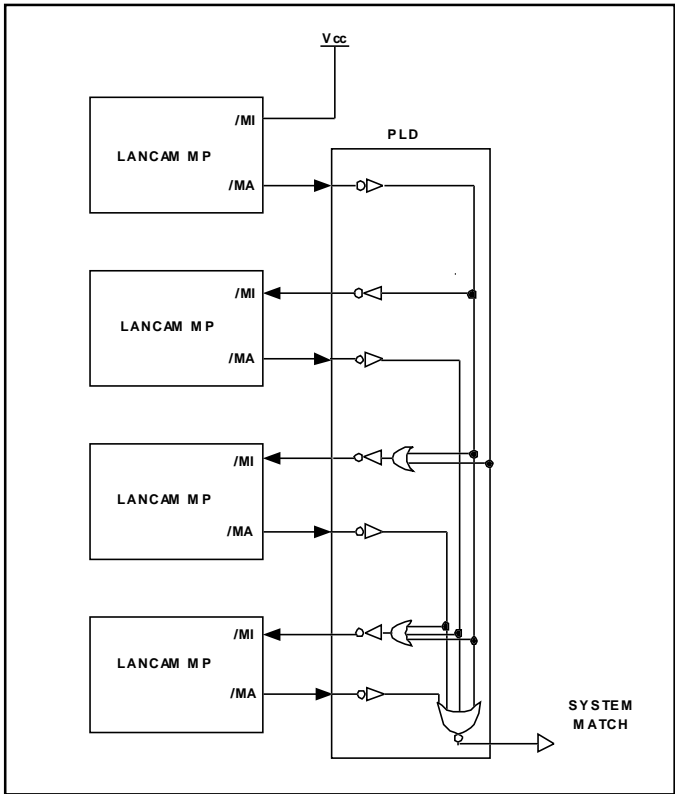 Vcc
/MI
PLD
LANCAM MP
/MA
/MI
LANCAM MP
/MA
/MI
LANCAM MP
/MA
/MI
LANCAM MP
/MA
SYSTEM
MATCH